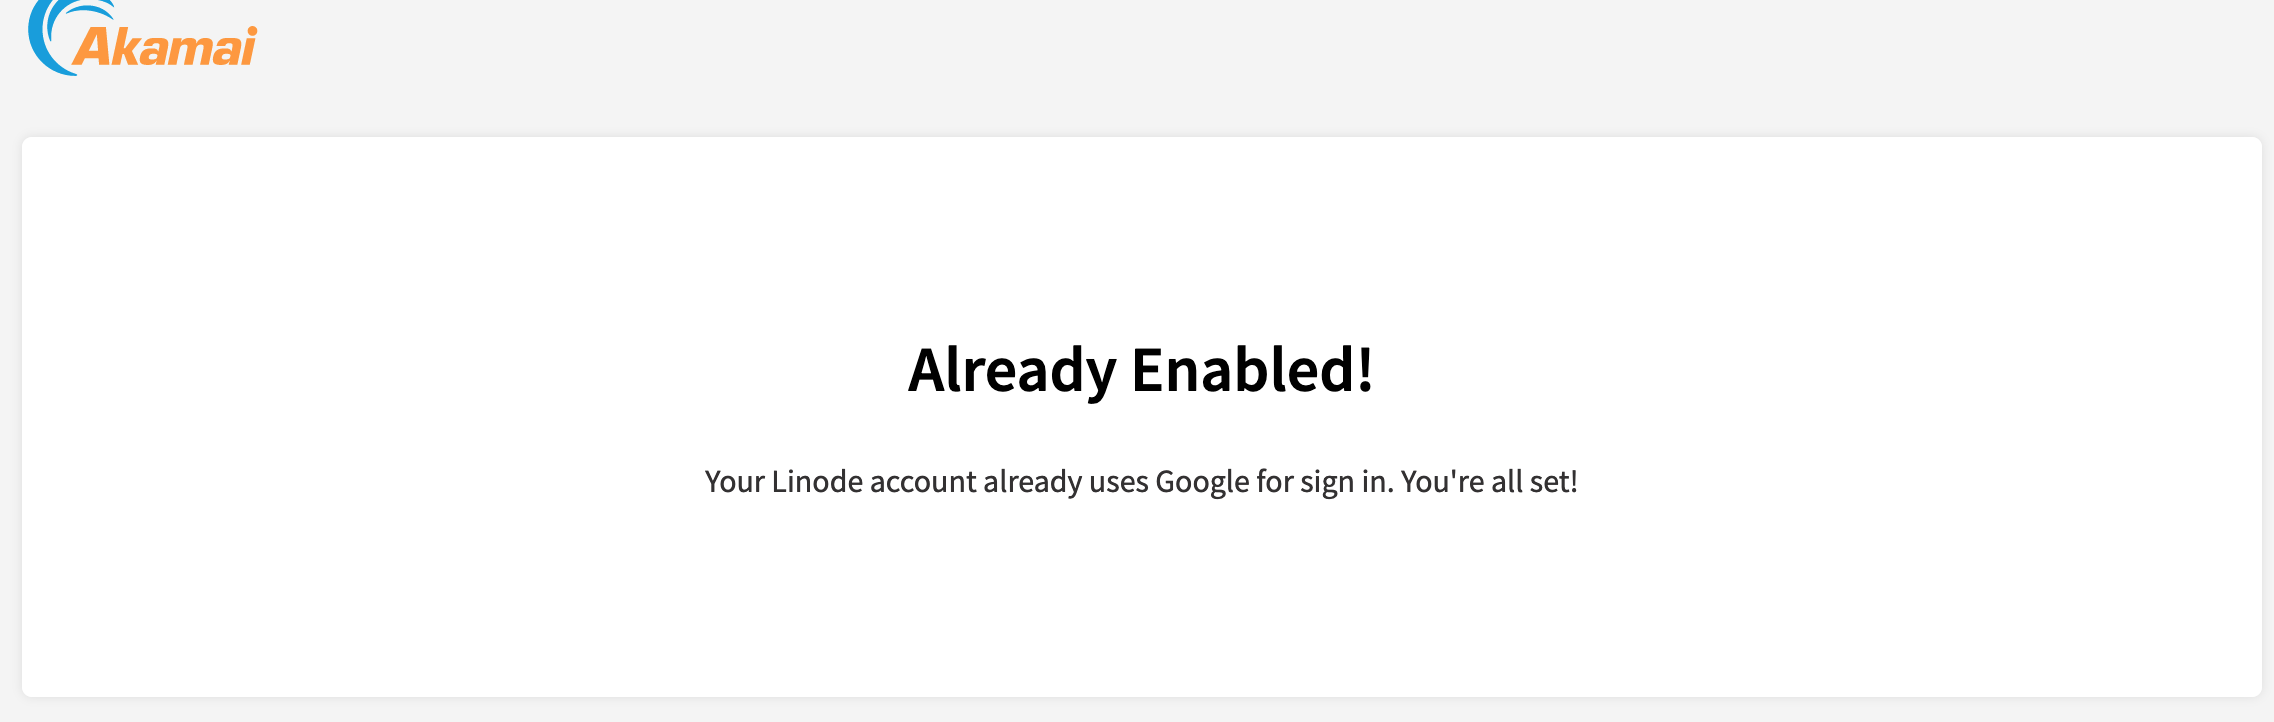 Akamai
Already Enabled!
Your Linode account already uses Google for sign in. You're all set!